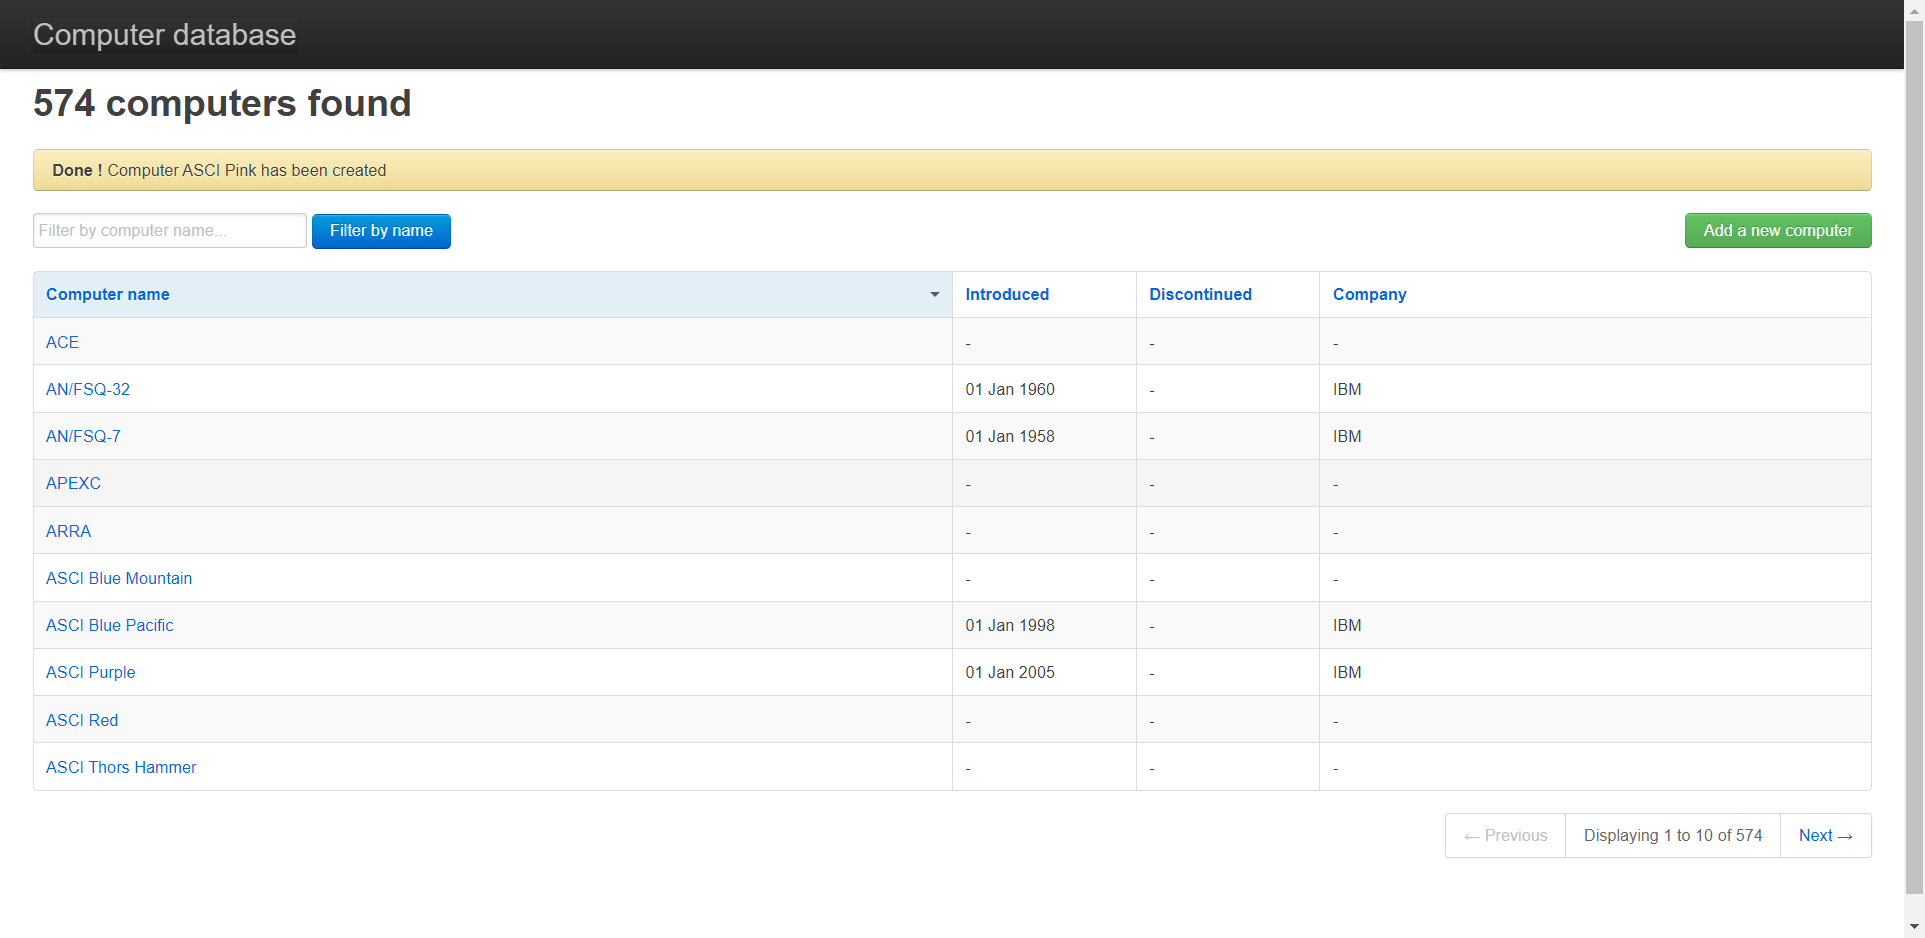 Computer database
574 computers found
Done ! Computer ASCI Pink has been created
Filter by computer name... Filter by name Add a new computer
Computer name Introduced Discontinued Company
ACE - - -
AN/FSQ-32 01 Jan 1960 - IBM
AN/FSQ-7 01 Jan 1958 - IBM
APEXC - - -
ARRA - - -
ASCI Blue Mountain - - -
ASCI Blue Pacific 01 Jan 1998 - IBM
ASCI Purple 01 Jan 2005 - IBM
ASCI Red - - -
ASCI Thors Hammer - - -
← Previous Displaying 1 to 10 of 574 Next →